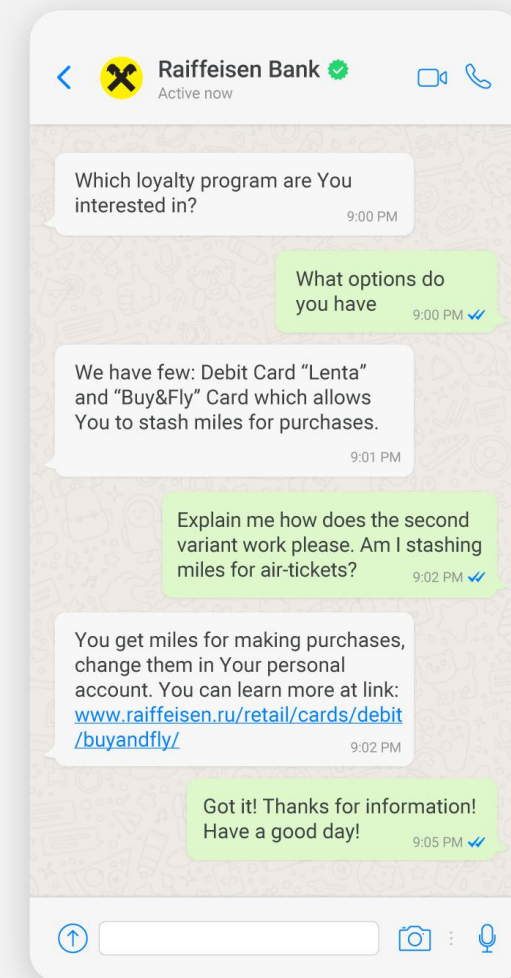 Raiffeisen Bank
Active now
Which loyalty program are You
interested in?
9:00 PM
What options do
you have
9:00 PM
We have few: Debit Card “Lenta”
and “Buy&Fly” Card which allows
You to stash miles for purchases.
9:01 PM
Explain me how does the second
variant work please. Am I stashing
miles for air-tickets?
9:02 PM
You get miles for making purchases,
change them in Your personal
account. You can learn more at link:
www.raiffeisen.ru/retail/cards/debit
/buyandfly/
9:02 PM
Got it! Thanks for information!
Have a good day!
9:05 PM